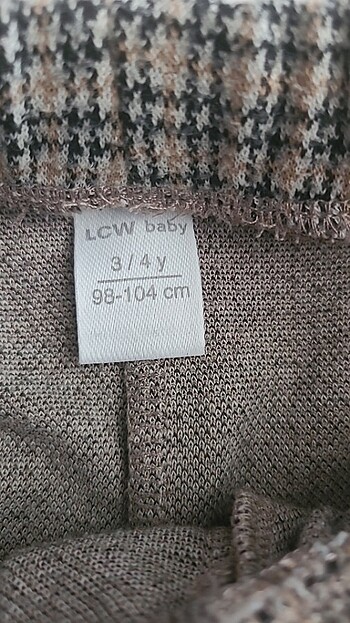 LCW baby
3 / 4 y
98-104 cm